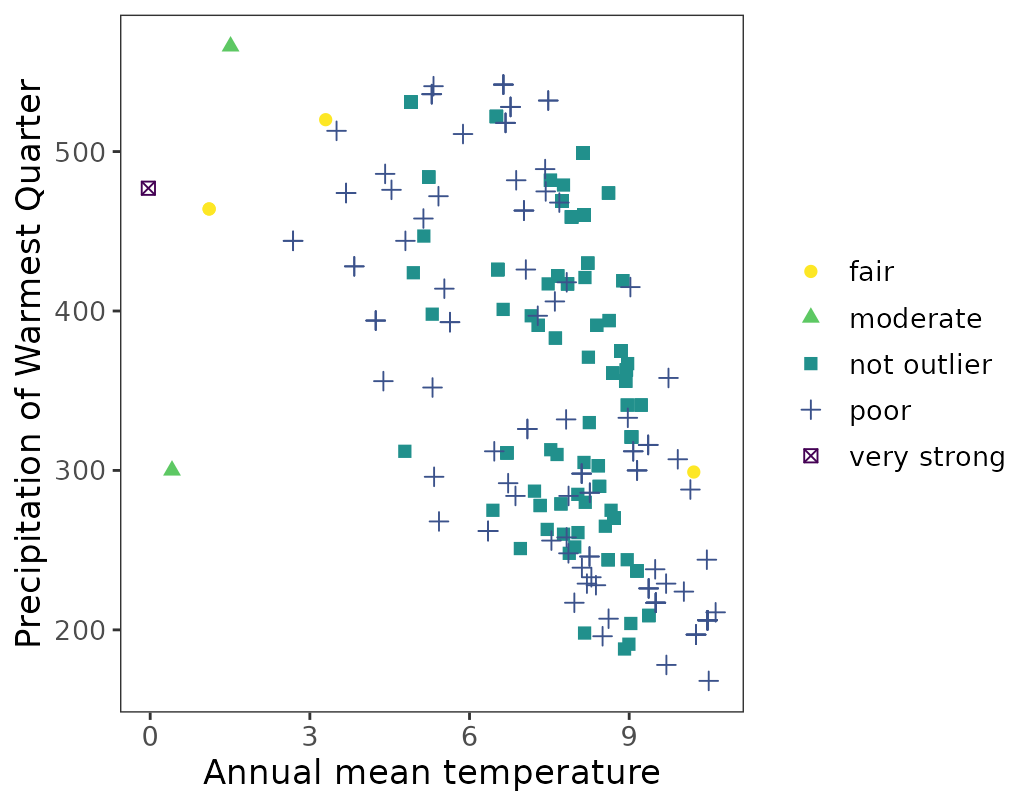 Precipitation of Warmest Quarter
500
400
300
200
0 3 6 9
Annual mean temperature
fair
moderate
not outlier
poor
very strong